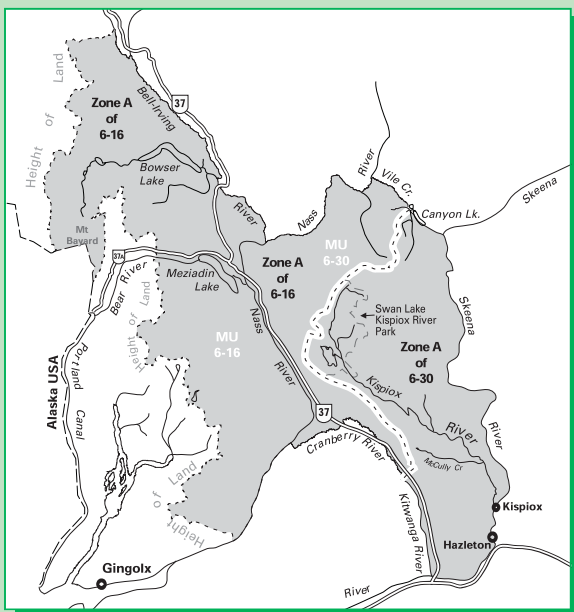 Height of Land
Zone A
of
6-16
Bell-Irving
37
Bowser
Lake
River
Mt
Bayard
37A
Bear River
Meziadin
Lake
Height of Land
MU
6-16
Nass
River
Zone A
of
6-16
Nass
River
Vile Cr.
Canyon Lk.
Skeena
MU
6-30
Swan Lake
Kispiox River
Park
Zone A
of
6-30
Skeena
River
Kispiox
River
37
Cranberry River
McCully Cr
Kitwanga River
Kispiox
Hazleton
River
Alaska USA
Portland
Canal
Height of Land
Gingolx